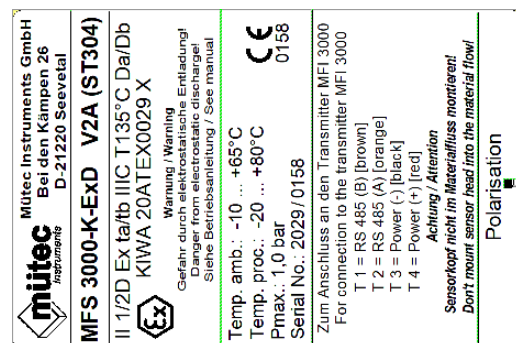 mütec
Instruments
Mütec Instruments GmbH
Bei den Kämpen 26
D-21220 Seevetal
MFS 3000-K-ExD V2A (ST304)
II 1/2D Ex ta/tb IIIC T135°C Da/Db
KIWA 20ATEX0029 X
Ex
Warnung / Warning
Gefahr durch elektrostatische Entladung!
Danger from electrostatic discharge!
Siehe Betriebsanleitung / See manual
Temp. amb.: -10 ... +65°C
Temp. proc.: -20 ... +80°C
Pmax.: 1,0 bar
Serial No.: 2029 / 0158
CE
0158
Zum Anschluss an den Transmitter MFI 3000
For connection to the transmitter MFI 3000
T 1 = RS 485 (B) [brown]
T 2 = RS 485 (A) [orange]
T 3 = Power (-) [black]
T 4 = Power (+) [red]
Achtung / Attention
Sensorkopf nicht im Materialfluss montieren!
Don't mount sensor head into the material flow!
Polarisation